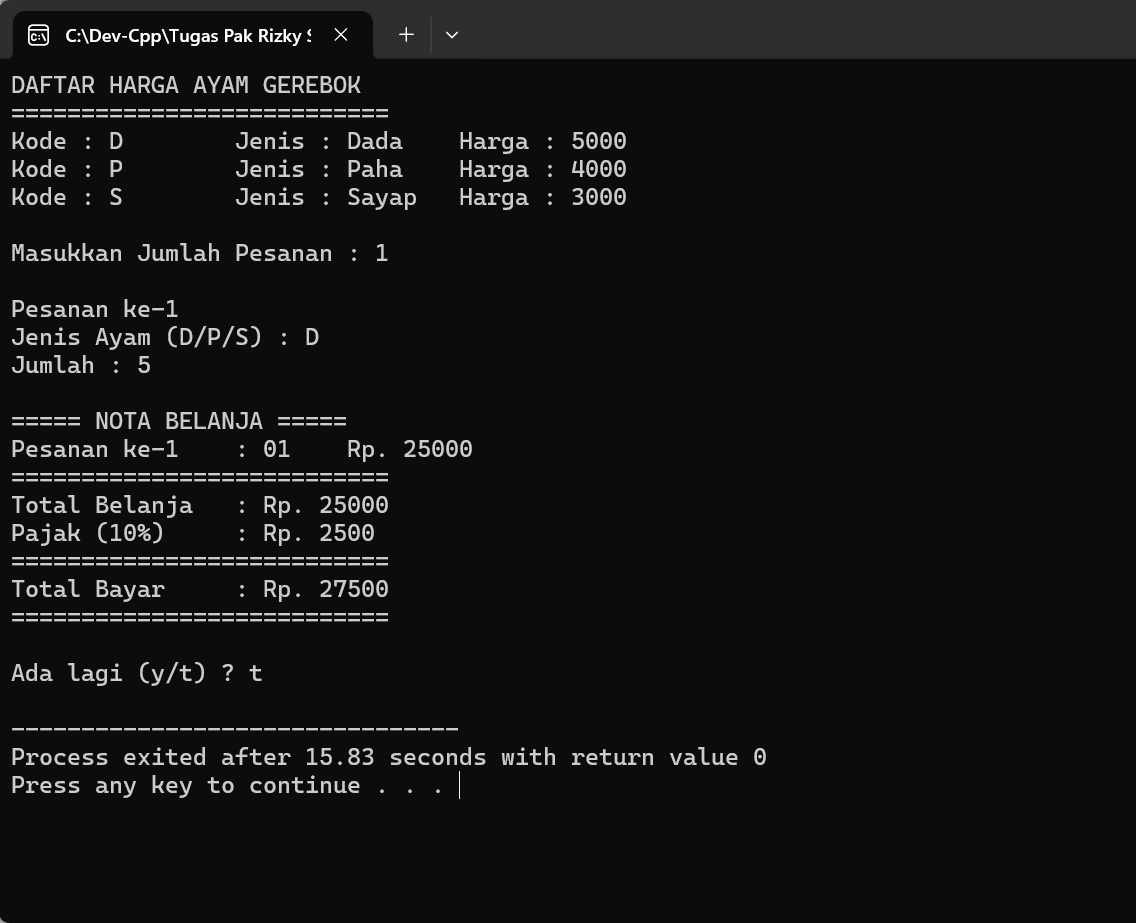 C:\Dev-Cpp\Tugas Pak Rizky
DAFTAR HARGA AYAM GEREBOK
===========================
Kode : D        Jenis : Dada    Harga : 5000
Kode : P        Jenis : Paha    Harga : 4000
Kode : S        Jenis : Sayap   Harga : 3000
Masukkan Jumlah Pesanan : 1
Pesanan ke-1
Jenis Ayam (D/P/S) : D
Jumlah : 5
===== NOTA BELANJA =====
Pesanan ke-1    : 01    Rp. 25000
===========================
Total Belanja   : Rp. 25000
Pajak (10%)     : Rp. 2500
===========================
Total Bayar     : Rp. 27500
===========================
Ada lagi (y/t) ? t
--------------------------------
Process exited after 15.83 seconds with return value 0
Press any key to continue . . .